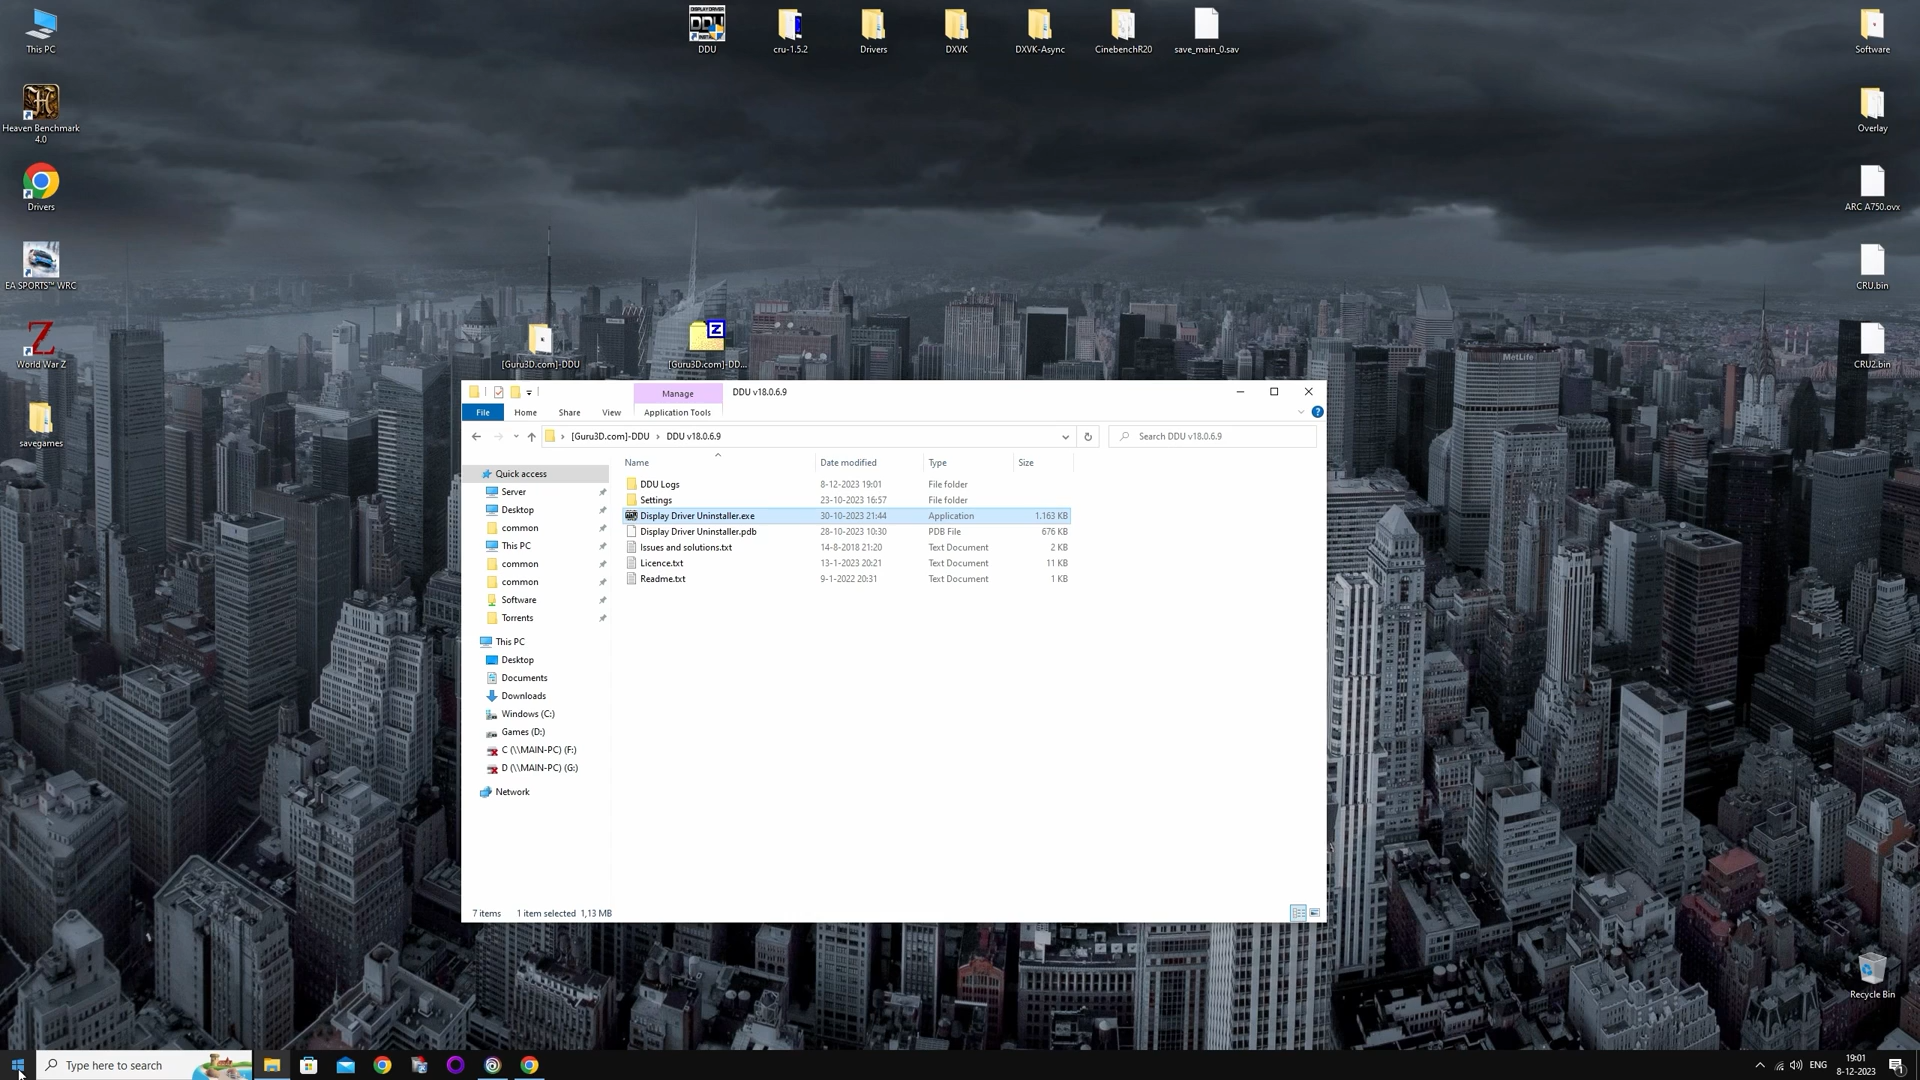 This PC
Heaven Benchmark 4.0
Drivers
EA SPORTS™ WRC
World War Z
savegames
DISPLAY DRIVER
DDU
DDU
cru-1.5.2
Drivers
DXVK
DXVK-Async
CinebenchR20
save_main_0.sav
Software
Overlay
ARC A750.ovx
CRU.bin
CRU2.bin
Recycle Bin
MetLife
[Guru3D.com]-DDU
[Guru3D.com]-DD...
Manage
DDU v18.0.6.9
File
Home
Share
View
Application Tools
[Guru3D.com]-DDU
DDU v18.0.6.9
Search DDU v18.0.6.9
Name
Date modified
Type
Size
DDU Logs 8-12-2023 19:01 File folder
Settings 23-10-2023 16:57 File folder
Display Driver Uninstaller.exe 30-10-2023 21:44 Application 1.163 KB
Display Driver Uninstaller.pdb 28-10-2023 10:30 PDB File 676 KB
Issues and solutions.txt 14-8-2018 21:20 Text Document 2 KB
Licence.txt 13-1-2023 20:21 Text Document 11 KB
Readme.txt 9-1-2022 20:31 Text Document 1 KB
Quick access
Server
Desktop
common
This PC
common
common
Software
Torrents
This PC
Desktop
Documents
Downloads
Windows (C:)
Games (D:)
C (\\MAIN-PC) (F:)
D (\\MAIN-PC) (G:)
Network
7 items
1 item selected 1,13 MB
Type here to search
ENG
19:01
8-12-2023